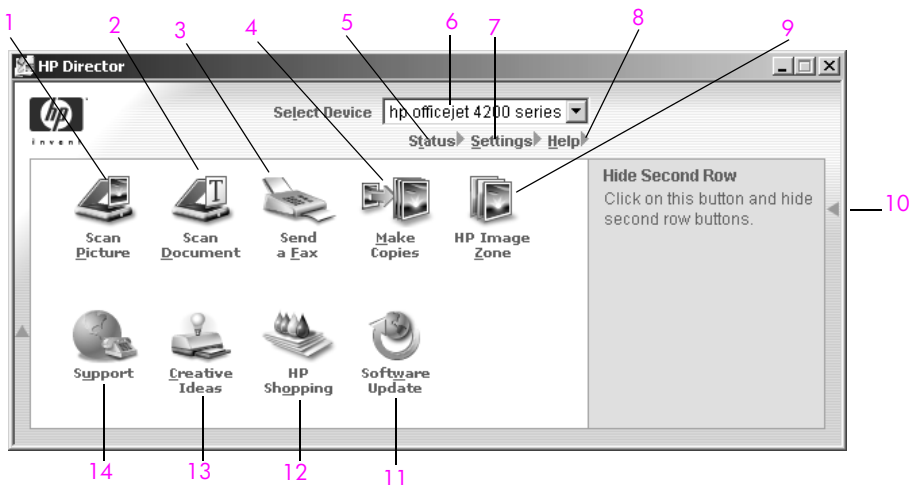 1 2 3 4 5 6 7 8 9
HP Director
hp
invent
Select Device hp officejet 4200 series
Status Settings Help
Hide Second Row
Click on this button and hide
second row buttons.
10
Scan
Picture
Scan
Document
Send
a Fax
Make
Copies
HP Image
Zone
T
Support
Creative
Ideas
HP
Shopping
Software
Update
14 13 12 11